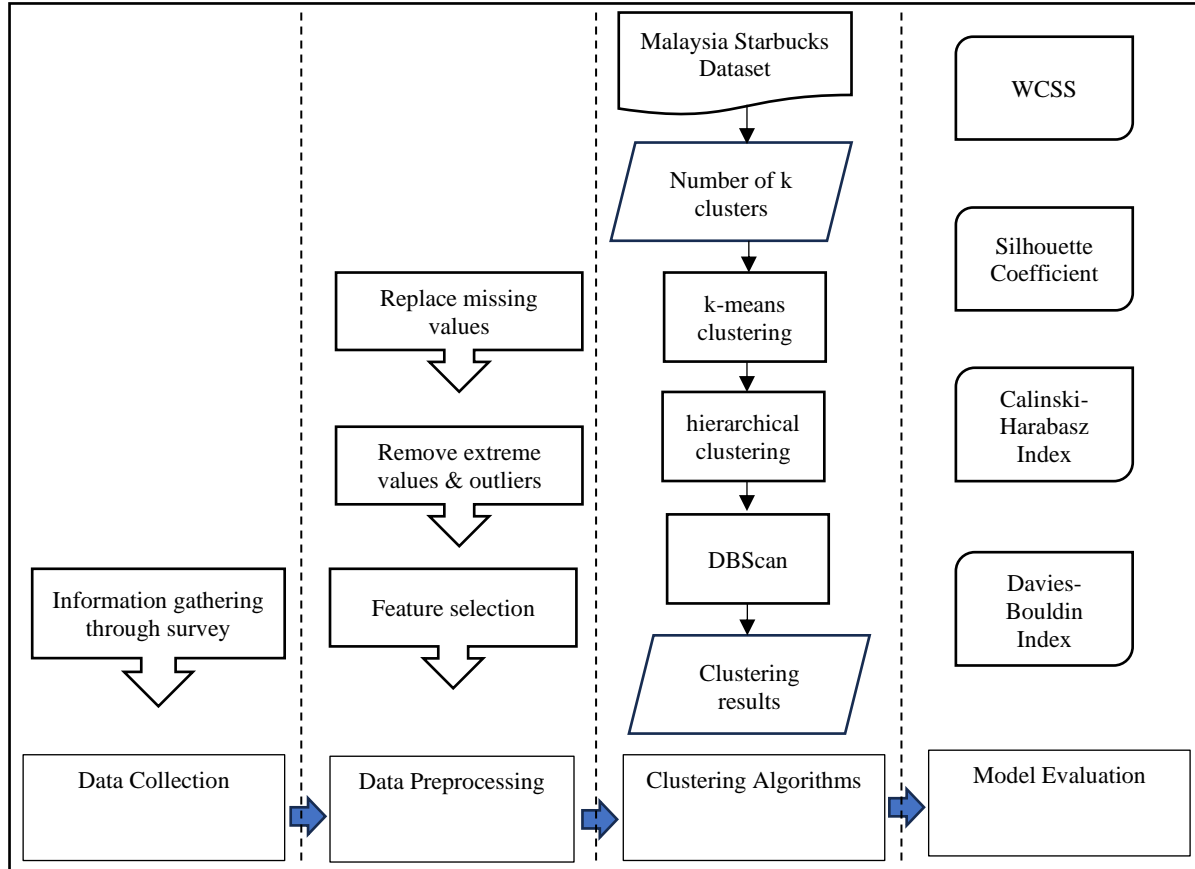 Information gathering
through survey
Data Collection
Replace missing
values
Remove extreme
values & outliers
Feature selection
Data Preprocessing
Malaysia Starbucks
Dataset
Number of k
clusters
k-means
clustering
hierarchical
clustering
DBScan
Clustering
results
Clustering Algorithms
WCSS
Silhouette
Coefficient
Calinski-
Harabasz
Index
Davies-
Bouldin
Index
Model Evaluation